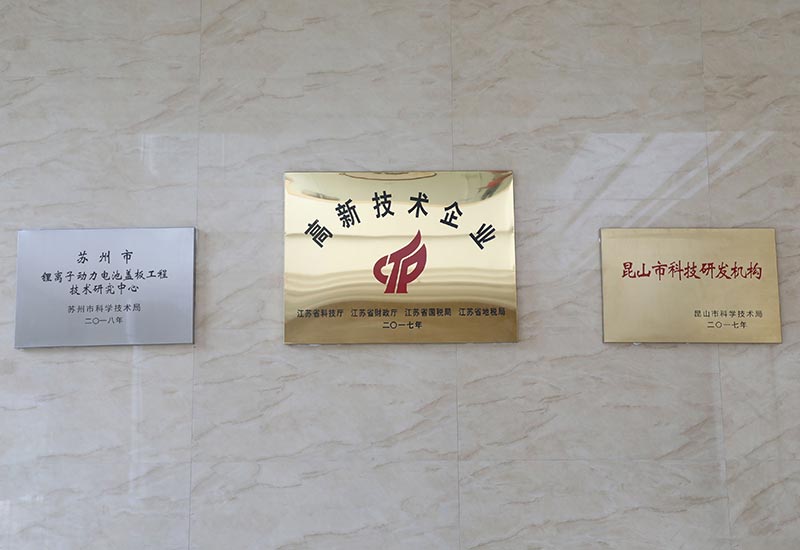 苏州市
锂离子动力电池盖板工程
技术研究中心
苏州市科学技术局
二〇一八年
高新技术企业
江苏省科技厅 江苏省财政厅 江苏省国税局 江苏省地税局
二〇一七年
昆山市科技研发机构
昆山市科学技术局
二〇一七年